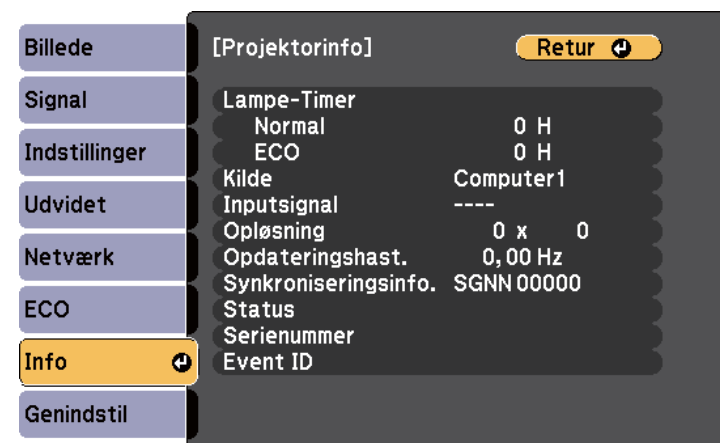 Billede
Signal
Indstillinger
Udvidet
Netværk
ECO
Info
Genindstil
[Projektorinfo] Retur
Lampe-Timer
Normal 0 H
ECO 0 H
Kilde Computer1
Inputsignal ----
Opløsning 0 x 0
Opdateringshast. 0,00 Hz
Synkroniseringsinfo. SGNN 00000
Status
Serienummer
Event ID